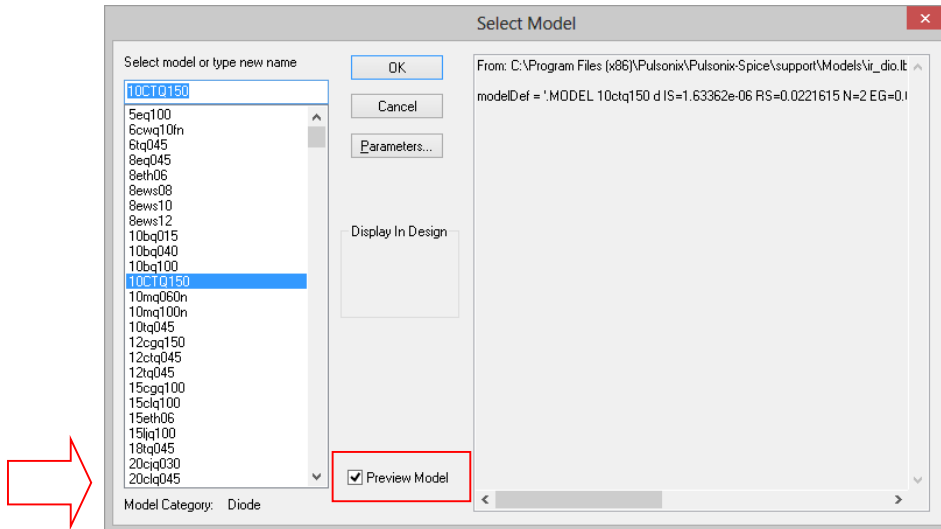 Select Model
Select model or type new name
10CTQ150
5eq100
6cwq10fn
6tq045
8eq045
8eth06
8ews08
8ews10
8ews12
10bq015
10bq040
10bq100
10CTQ150
10mq060n
10mq100n
10tq045
12cgq150
12ctq045
12tq045
15cgq100
15clq100
15eth06
15ljq100
18tq045
20cjq030
20clq045
Model Category: Diode
OK
Cancel
Parameters...
Display In Design
Preview Model
From: C:\Program Files (x86)\Pulsonix\Pulsonix-Spice\support\Models\ir_dio.lb
modelDef = '.MODEL 10ctq150 d IS=1.63362e-06 RS=0.0221615 N=2 EG=0.